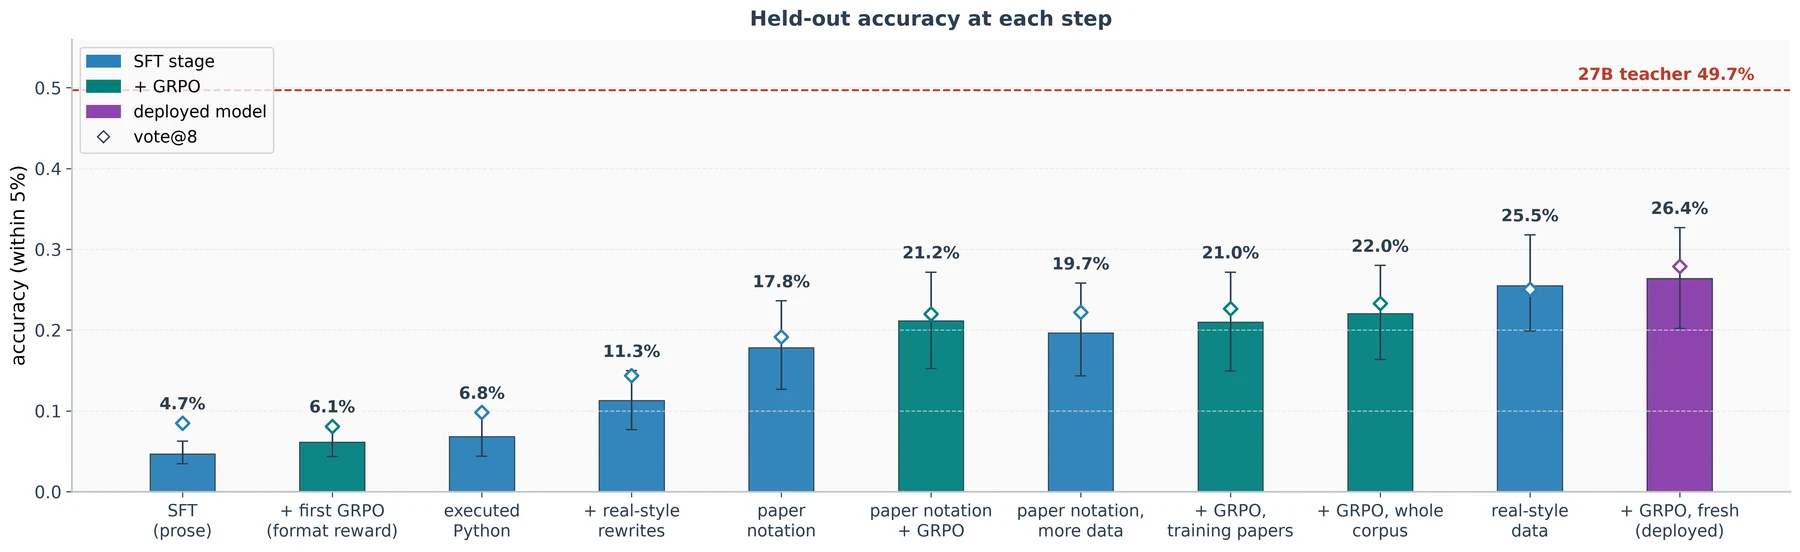 Held-out accuracy at each step
SFT stage
+ GRPO
deployed model
vote@8
27B teacher 49.7%
accuracy (within 5%)
0.5
0.4
0.3
0.2
0.1
0.0
4.7%
6.1%
6.8%
11.3%
17.8%
21.2%
19.7%
21.0%
22.0%
25.5%
26.4%
SFT
(prose)
+ first GRPO
(format reward)
executed
Python
+ real-style
rewrites
paper
notation
paper notation
+ GRPO
paper notation,
more data
+ GRPO,
training papers
+ GRPO, whole
corpus
real-style
data
+ GRPO, fresh
(deployed)